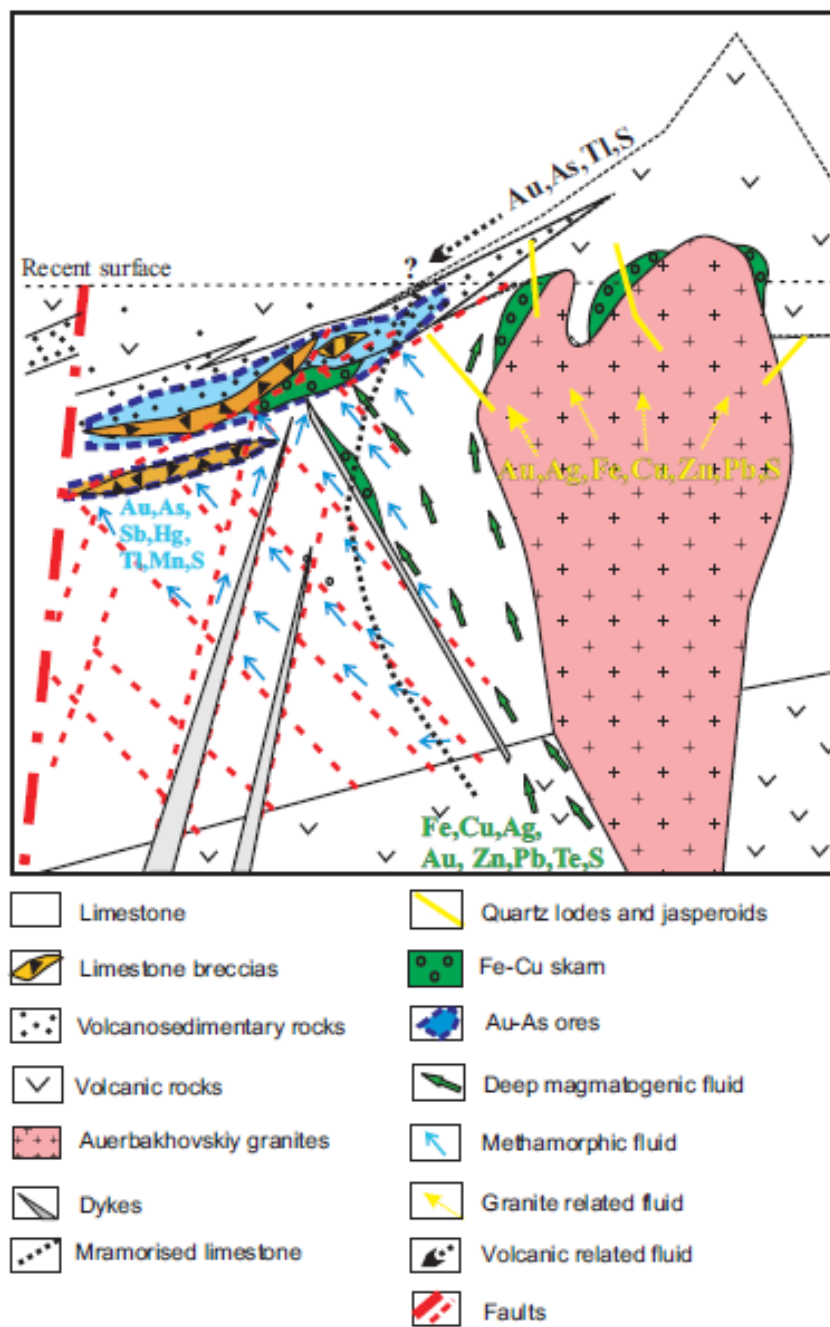 Au,As,Tl,S
?
Recent surface
Au,Ag,Fe,Cu,Zn,Pb,S
Au,As,
Sb,Hg,
Tl,Mn,S
Fe,Cu,Ag,
Au, Zn,Pb,Te,S
Limestone
Limestone breccias
Volcanosedimentary rocks
Volcanic rocks
Auerbakhovskiy granites
Dykes
Mramorised limestone
Quartz lodes and jasperoids
Fe-Cu skarn
Au-As ores
Deep magmatogenic fluid
Methamorphic fluid
Granite related fluid
Volcanic related fluid
Faults